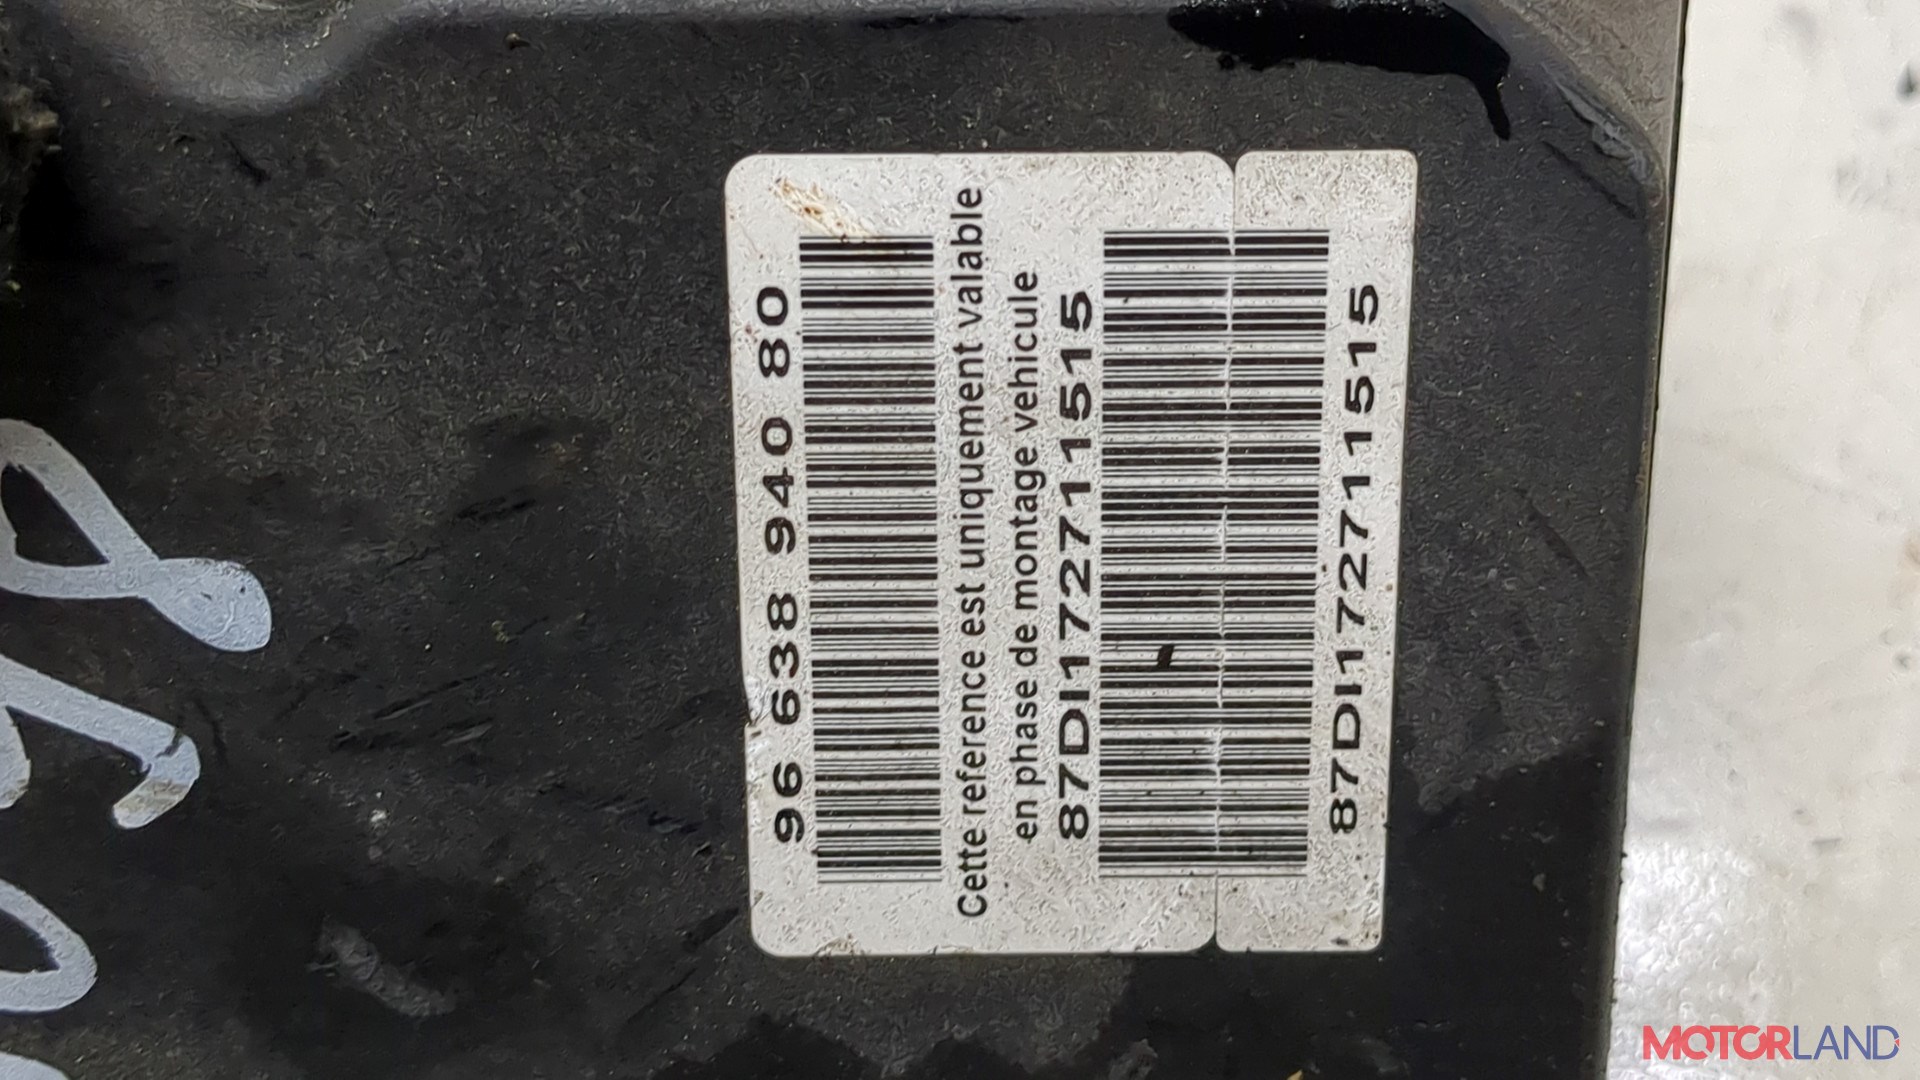 96 638 940 80
Cette reference est uniquement valable
en phase de montage vehicule
87DI172711515
87DI172711515
MOTORLAND